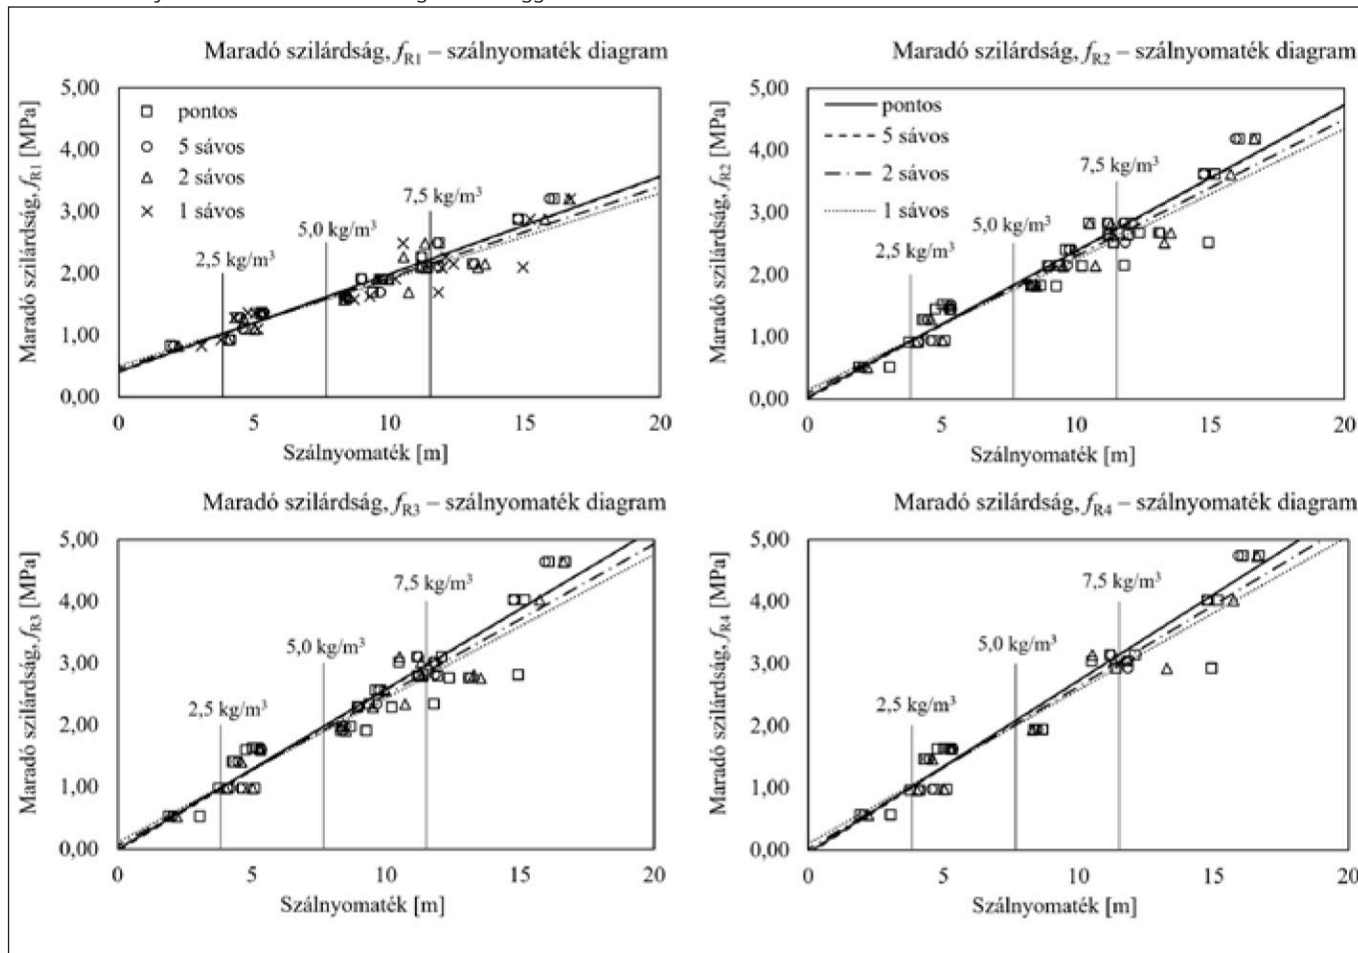 Maradó szilárdság, fR1 – szálnyomaték diagram
Maradó szilárdság, fR1 [MPa]
5,00
4,00
3,00
2,00
1,00
0,00
pontos
5 sávos
2 sávos
1 sávos
2,5 kg/m³
5,0 kg/m³
7,5 kg/m³
0 5 10 15 20
Szálnyomaték [m]
Maradó szilárdság, fR2 – szálnyomaték diagram
Maradó szilárdság, fR2 [MPa]
5,00
4,00
3,00
2,00
1,00
0,00
pontos
5 sávos
2 sávos
1 sávos
2,5 kg/m³
5,0 kg/m³
7,5 kg/m³
0 5 10 15 20
Szálnyomaték [m]
Maradó szilárdság, fR3 – szálnyomaték diagram
Maradó szilárdság, fR3 [MPa]
5,00
4,00
3,00
2,00
1,00
0,00
2,5 kg/m³
5,0 kg/m³
7,5 kg/m³
0 5 10 15 20
Szálnyomaték [m]
Maradó szilárdság, fR4 – szálnyomaték diagram
Maradó szilárdság, fR4 [MPa]
5,00
4,00
3,00
2,00
1,00
0,00
2,5 kg/m³
5,0 kg/m³
7,5 kg/m³
0 5 10 15 20
Szálnyomaték [m]